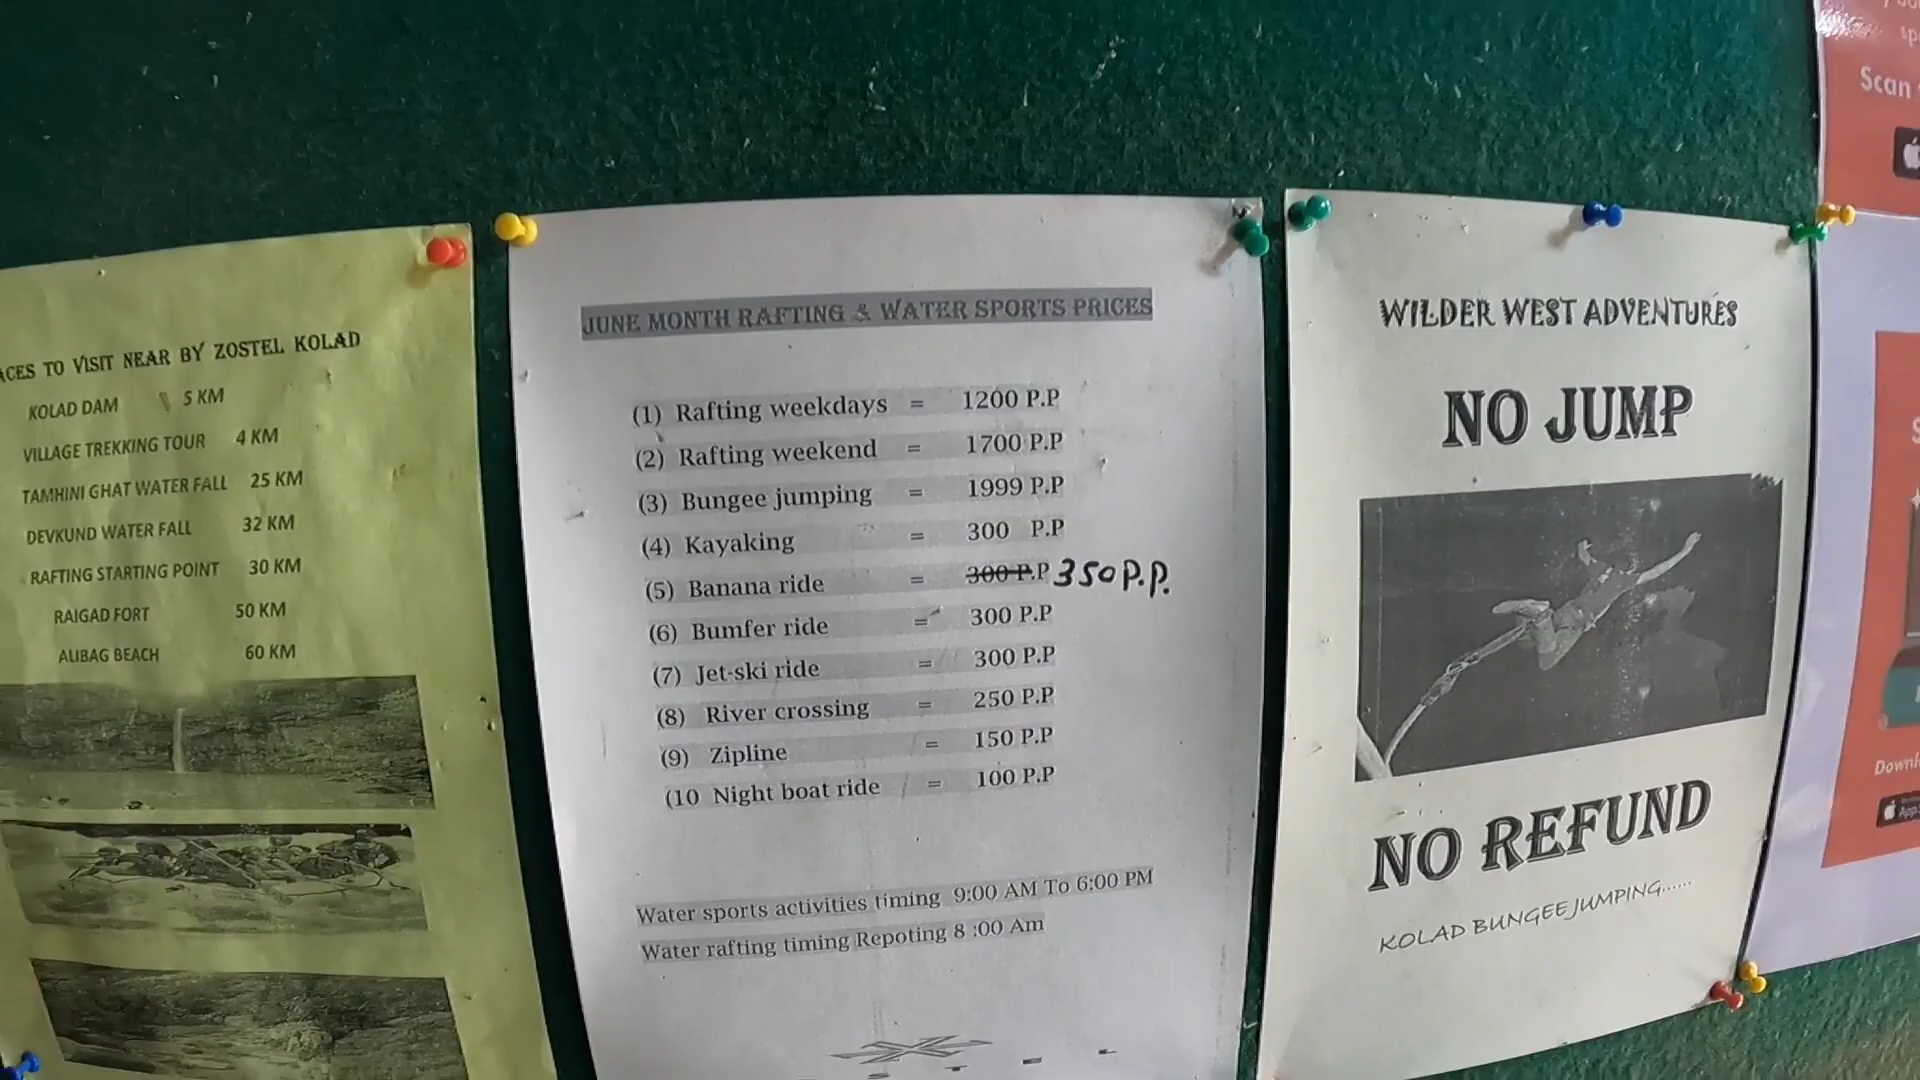 TO VISIT NEAR BY ZOSTEL KOLAD
KOLAD DAM 5 KM
VILLAGE TREKKING TOUR 4 KM
TAMHINI GHAT WATER FALL 25 KM
DEVKUND WATER FALL 32 KM
RAFTING STARTING POINT 30 KM
RAIGAD FORT 50 KM
ALIBAG BEACH 60 KM
JUNE MONTH RAFTING & WATER SPORTS PRICES
(1) Rafting weekdays = 1200 P.P
(2) Rafting weekend = 1700 P.P
(3) Bungee jumping = 1999 P.P
(4) Kayaking = 300 P.P
(5) Banana ride = 300 P.P 350 P.P.
(6) Bumfer ride = 300 P.P
(7) Jet-ski ride = 300 P.P
(8) River crossing = 250 P.P
(9) Zipline = 150 P.P
(10 Night boat ride = 100 P.P
Water sports activities timing 9:00 AM To 6:00 PM
Water rafting timing Repoting 8 :00 Am
WILDER WEST ADVENTURES
NO JUMP
NO REFUND
KOLAD BUNGEE JUMPING......
Scan